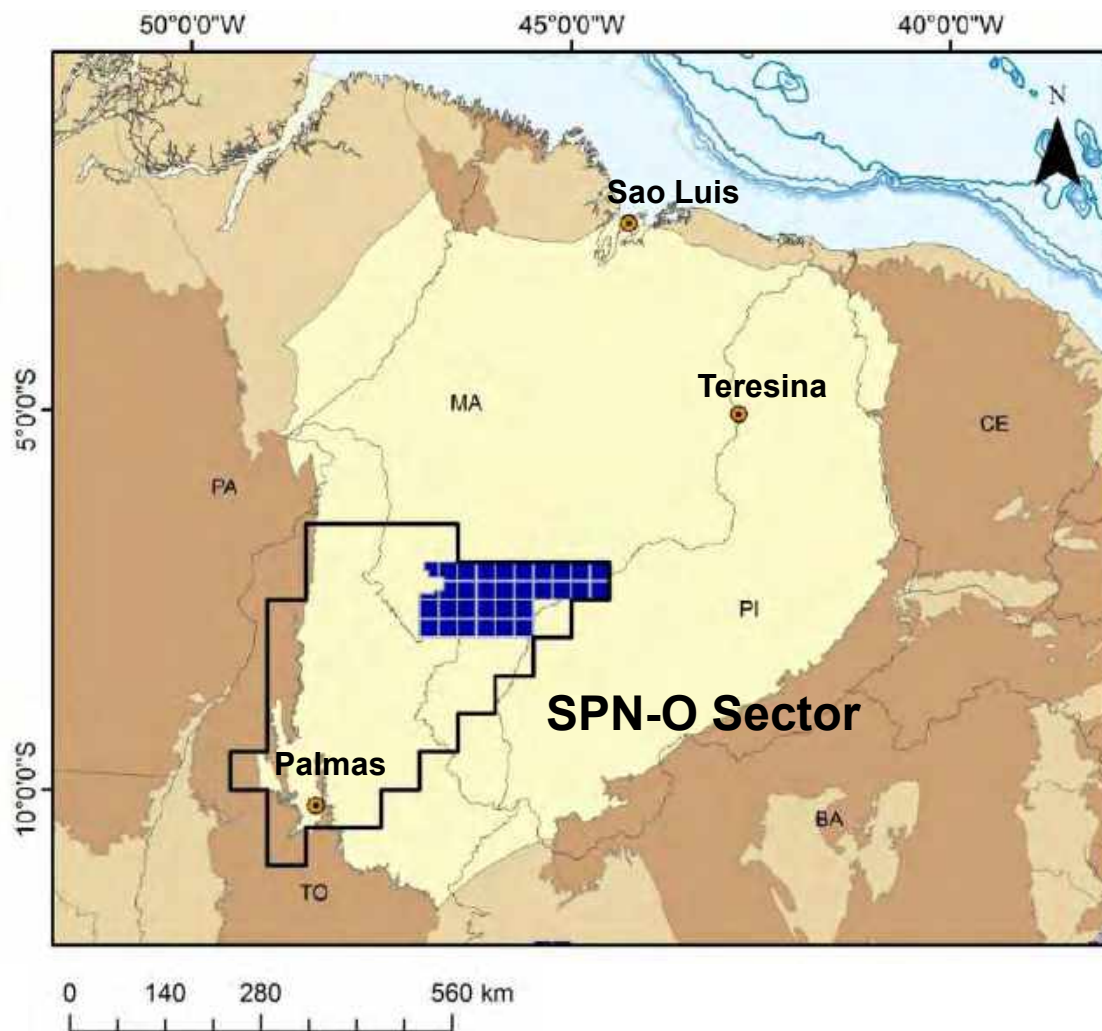 50°0'0"W 45°0'0"W 40°0'0"W
N
Sao Luis
5°0'0"S
MA
Teresina
CE
PA
PI
SPN-O Sector
10°0'0"S
Palmas
BA
TO
0 140 280 560 km